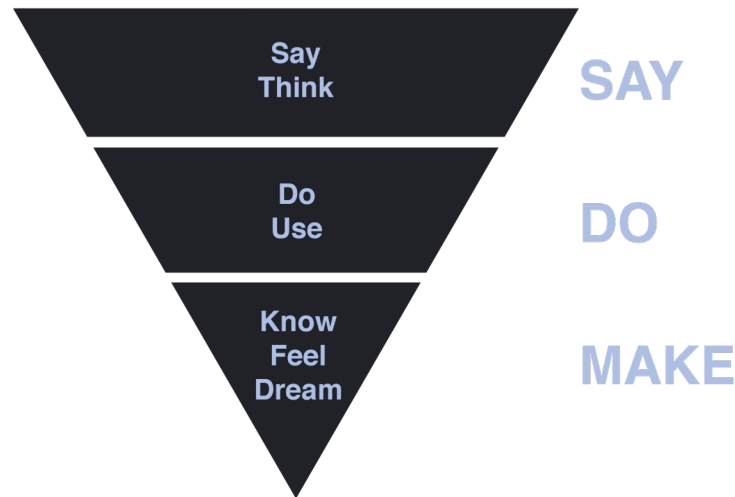 Say
Think
SAY
Do
Use
DO
Know
Feel
Dream
MAKE